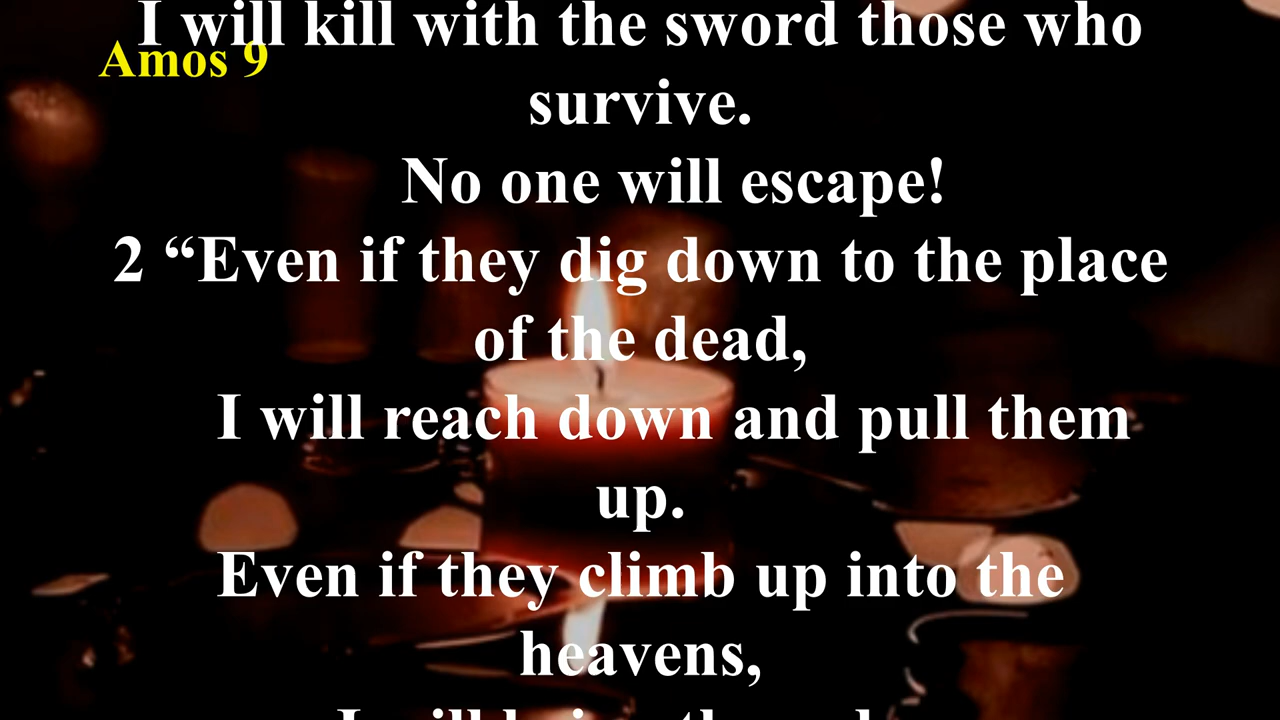 I will kill with the sword those who
Amos 9
survive.
No one will escape!
2 “Even if they dig down to the place
of the dead,
I will reach down and pull them
up.
Even if they climb up into the
heavens,